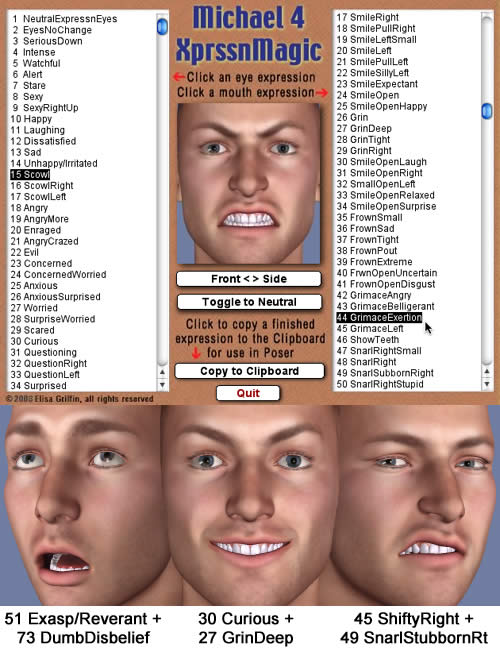 Michael 4
XprssnMagic
←Click an eye expression
Click a mouth expression→
1 NeutralExpressnEyes
2 EyesNoChange
3 SeriousDown
4 Intense
5 Watchful
6 Alert
7 Stare
8 Sexy
9 SexyRightUp
10 Happy
11 Laughing
12 Dissatisfied
13 Sad
14 Unhappy/Irritated
15 Scowl
16 ScowlRight
17 ScowlLeft
18 Angry
19 AngryMore
20 Enraged
21 AngryCrazed
22 Evil
23 Concerned
24 ConcernedWorried
25 Anxious
26 AnxiousSurprised
27 Worried
28 SurpriseWorried
29 Scared
30 Curious
31 Questioning
32 QuestionRight
33 QuestionLeft
34 Surprised
17 SmileRight
18 SmilePullRight
19 SmileLeftSmall
20 SmileLeft
21 SmilePullLeft
22 SmileSillyLeft
23 SmileExpectant
24 SmileOpen
25 SmileOpenHappy
26 Grin
27 GrinDeep
28 GrinTight
29 GrinRight
30 SmileOpenLaugh
31 SmileOpenRight
32 SmallOpenLeft
33 SmileOpenRelaxed
34 SmileOpenSurprise
35 FrownSmall
36 FrownSad
37 FrownTight
38 FrownPout
39 FrownExtreme
40 FrwnOpenUncertain
41 FrownOpenDisgust
42 GrimaceAngry
43 GrimaceBelligerant
44 GrimaceExertion
45 GrimaceLeft
46 ShowTeeth
47 SnarlRightSmall
48 SnarlRight
49 SnarlSubbornRight
50 SnarlRightStupid
Front <> Side
Toggle to Neutral
Click to copy a finished
expression to the Clipboard
↓ for use in Poser
Copy to Clipboard
Quit
©2008 Elisa Griffin, all rights reserved
51 Exasp/Reverant +
73 DumbDisbelief
30 Curious +
27 GrinDeep
45 ShiftyRight +
49 SnarlStubbornRt